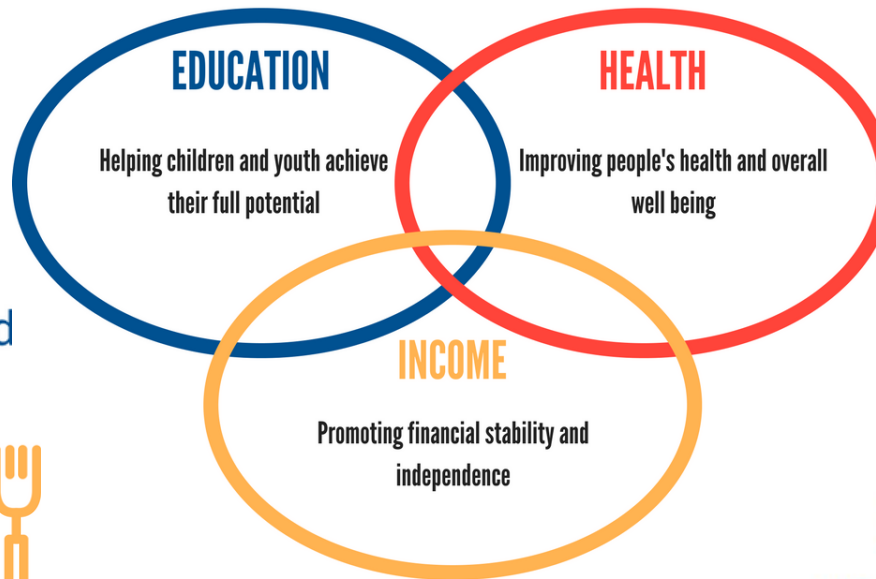 EDUCATION
Helping children and youth achieve
their full potential
HEALTH
Improving people's health and overall
well being
d
INCOME
Promoting financial stability and
independence